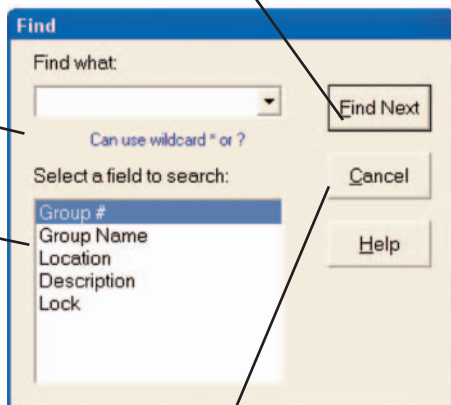 Find
Find what:
Find Next
Can use wildcard * or ?
Select a field to search:
Cancel
Group #
Group Name
Help
Location
Description
Lock